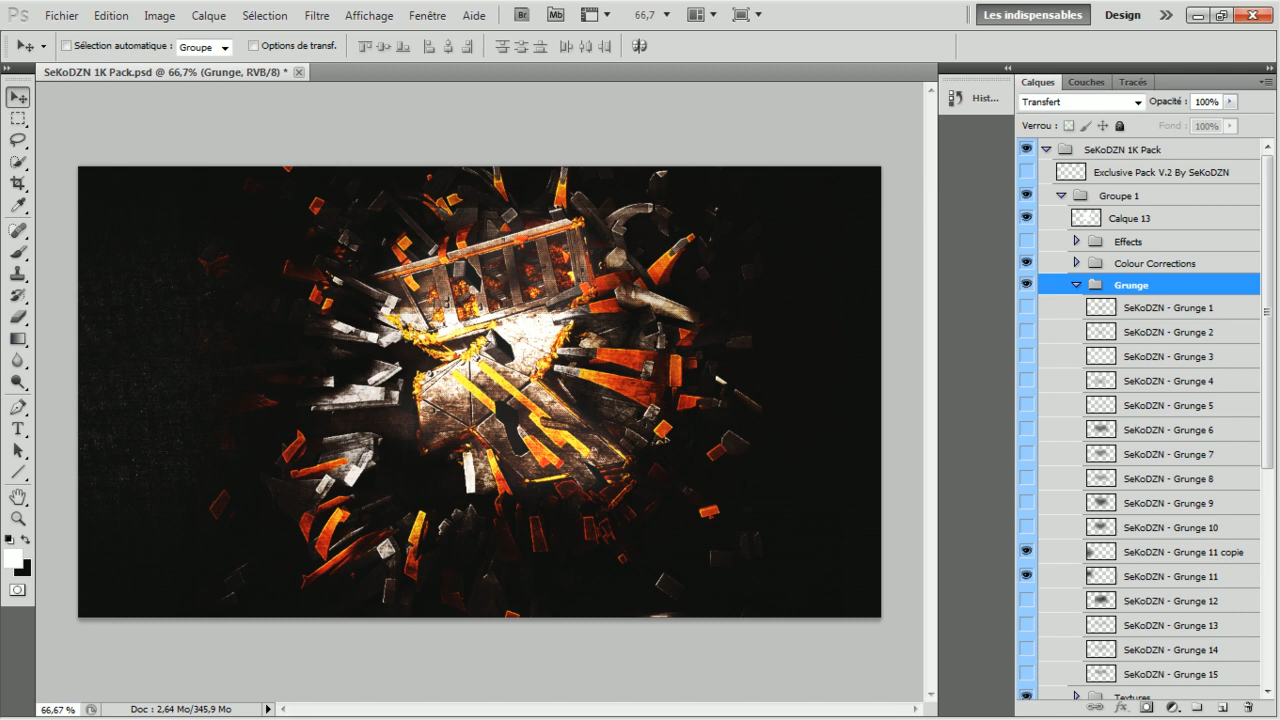 Ps Fichier Edition Image Calque Sélection Filtres Affichage Fenêtre Aide Br Mb 66,7 Les indispensables Design
Sélection automatique : Groupe Options de transf.
SeKoDZN 1K Pack.psd @ 66,7% (Grunge, RVB/8) *
Hist...
Calques Couches Tracés
Transfert Opacité : 100%
Verrou : Fond : 100%
SeKoDZN 1K Pack
Exclusive Pack V.2 By SeKoDZN
Groupe 1
Calque 13
Effects
Colour Corrections
Grunge
SeKoDZN - Grunge 1
SeKoDZN - Grunge 2
SeKoDZN - Grunge 3
SeKoDZN - Grunge 4
SeKoDZN - Grunge 5
SeKoDZN - Grunge 6
SeKoDZN - Grunge 7
SeKoDZN - Grunge 8
SeKoDZN - Grunge 9
SeKoDZN - Grunge 10
SeKoDZN - Grunge 11 copie
SeKoDZN - Grunge 11
SeKoDZN - Grunge 12
SeKoDZN - Grunge 13
SeKoDZN - Grunge 14
SeKoDZN - Grunge 15
Textures
66,67 % Doc : 2,64 Mo/345,9 Mo